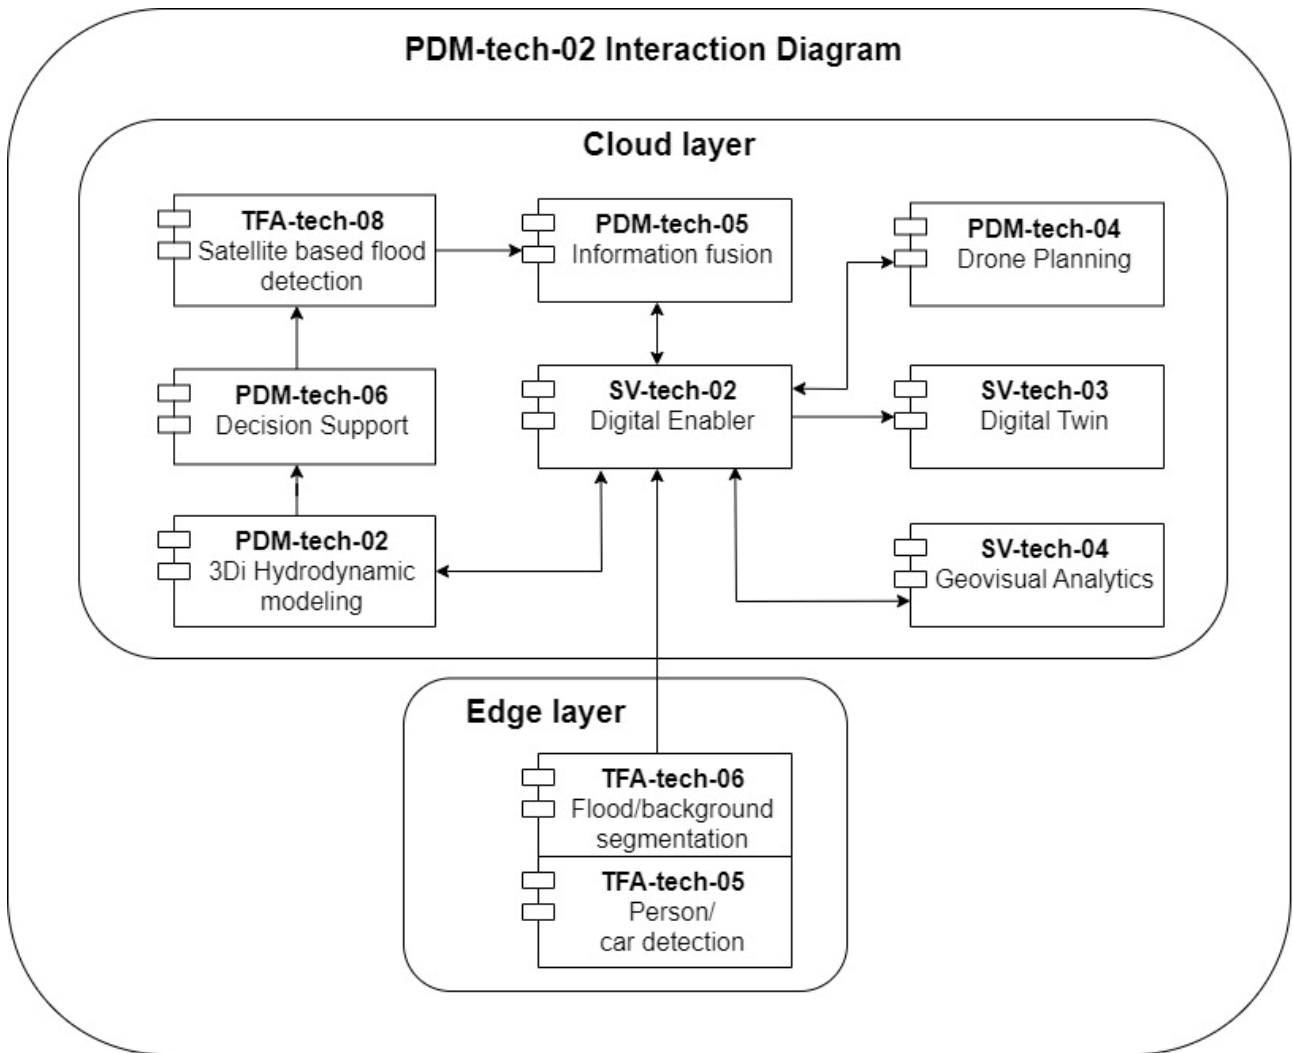 PDM-tech-02 Interaction Diagram
Cloud layer
TFA-tech-08
Satellite based flood
detection
PDM-tech-05
Information fusion
PDM-tech-04
Drone Planning
PDM-tech-06
Decision Support
SV-tech-02
Digital Enabler
SV-tech-03
Digital Twin
PDM-tech-02
3Di Hydrodynamic
modeling
SV-tech-04
Geovisual Analytics
Edge layer
TFA-tech-06
Flood/background
segmentation
TFA-tech-05
Person/
car detection